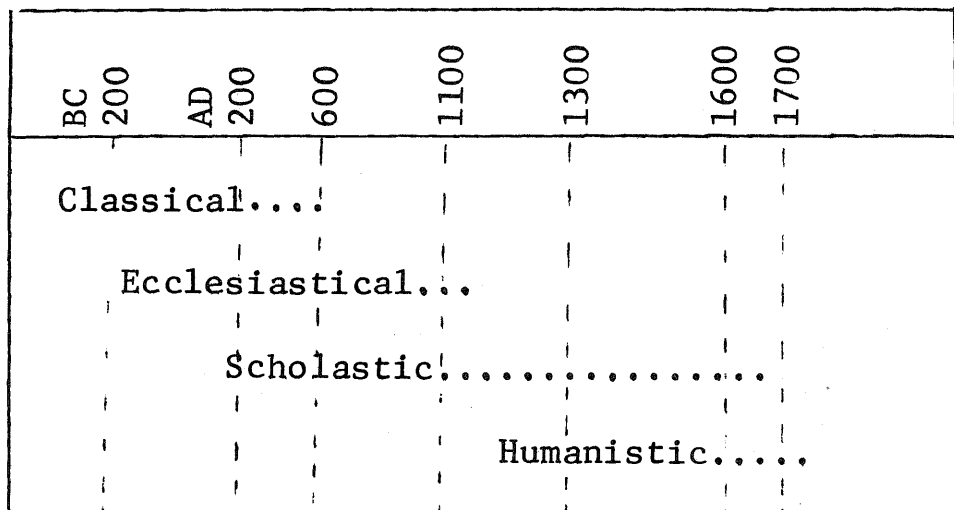 BC 200 AD 200 600 1100 1300 1600 1700
Classical....
Ecclesiastical...
Scholastic................
Humanistic.....